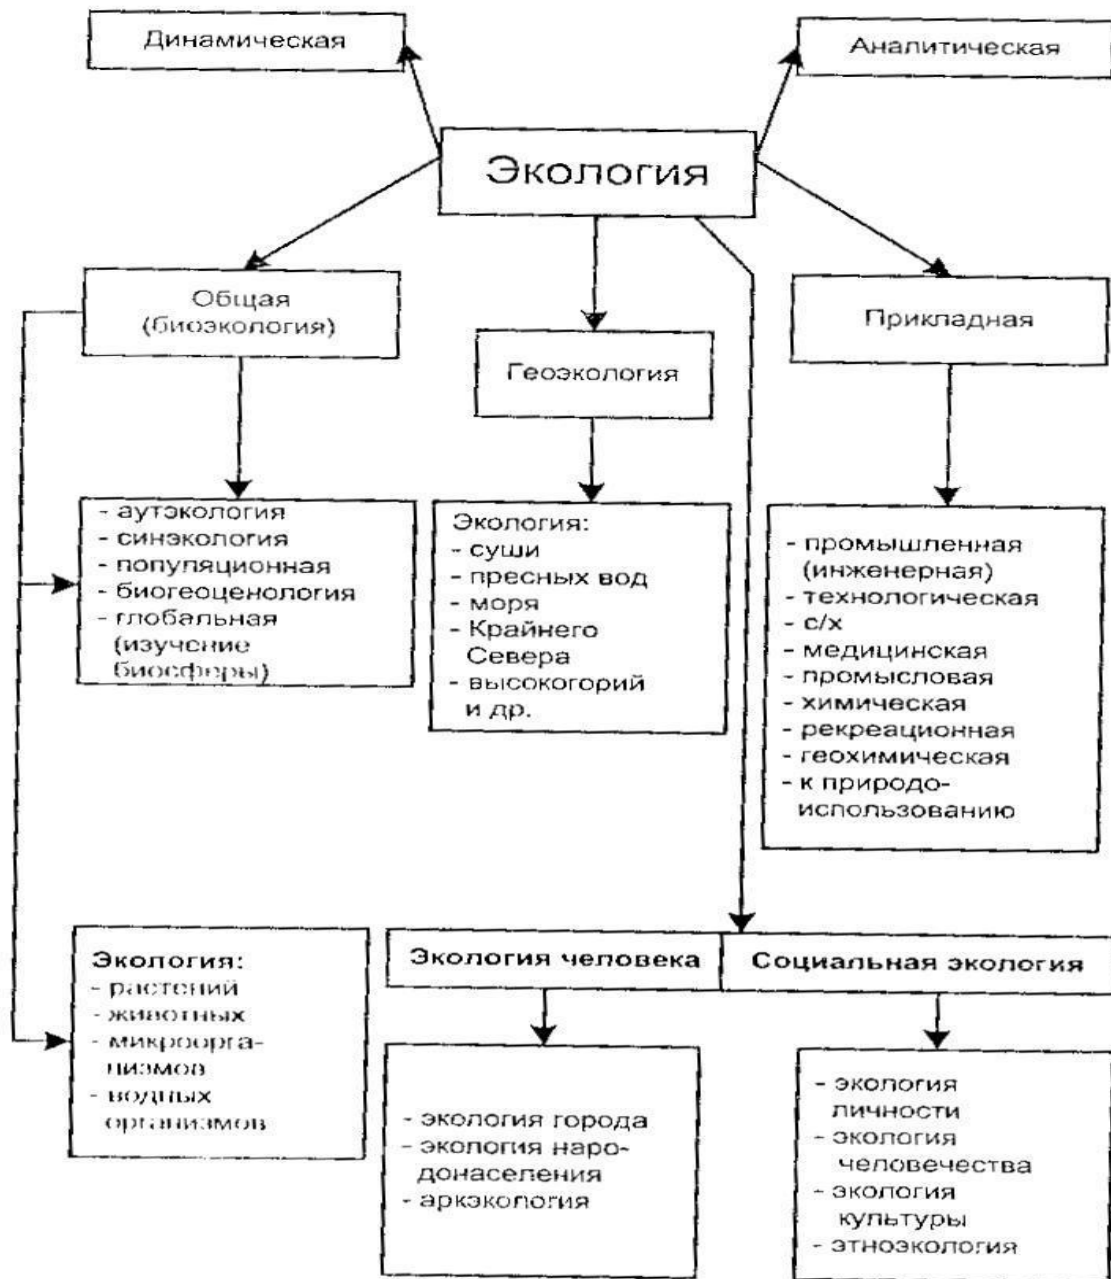 Динамическая
Аналитическая
Экология
Общая
(биоэкология)
Геоэкология
Прикладная
- аутэкология
- синэкология
- популяционная
- биогеоценология
- глобальная
(изучение
биосферы)
Экология:
- суши
- пресных вод
- моря
- Крайнего
Севера
- высокогорий
и др.
- промышленная
(инженерная)
- технологическая
- с/х
- медицинская
- промысловая
- химическая
- рекреационная
- геохимическая
- к природо-
использованию
Экология:
- растений
- животных
- микроорга-
низмов
- водных
организмов
Экология человека
Социальная экология
- экология города
- экология наро-
донаселения
- аркэкология
- экология
личности
- экология
человечества
- экология
культуры
- этноэкология